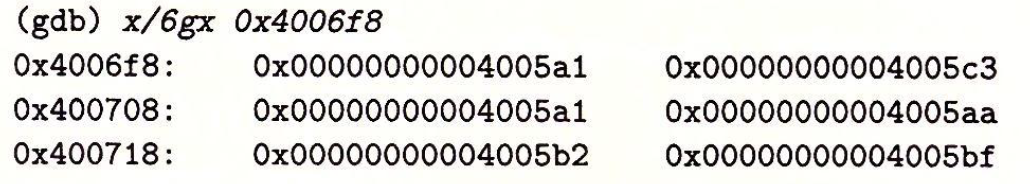 (gdb) x/6gx 0x4006f8
0x4006f8: 0x00000000004005a1 0x00000000004005c3
0x400708: 0x00000000004005a1 0x00000000004005aa
0x400718: 0x00000000004005b2 0x00000000004005bf